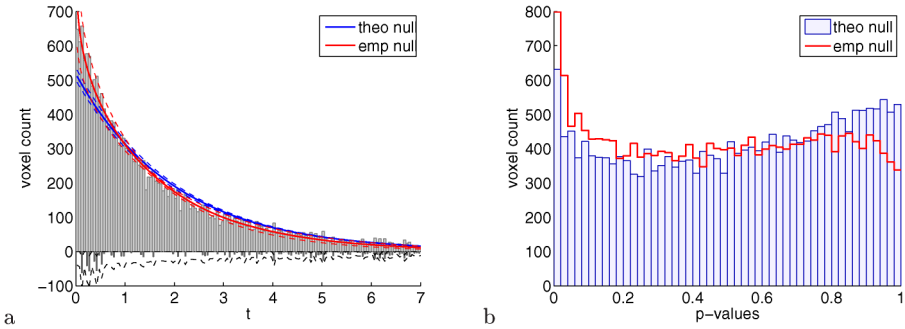 700
600
500
400
300
200
100
0
−100
voxel count
0 1 2 3 4 5 6 7
t
theo null
emp null
a
800
700
600
500
400
300
200
100
0
voxel count
0 0.2 0.4 0.6 0.8 1
p−values
theo null
emp null
b